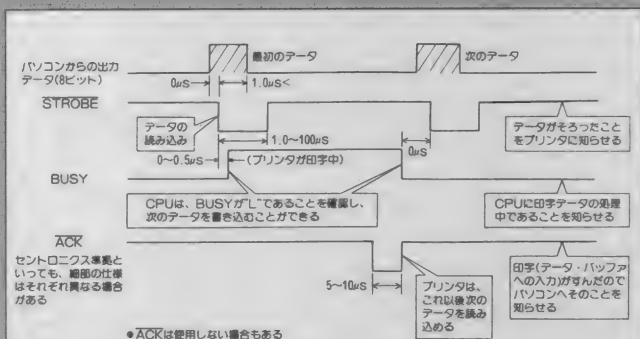 最初のデータ
次のデータ
パソコンからの出力
データ(8ビット)
0μs
1.0μs<
STROBE
データの
読み込み
1.0~100μs
0μs
データがそろったこと
をプリンタに知らせる
0~0.5μs
(プリンタが印字中)
BUSY
CPUは、BUSYが"L"であることを確認し、
次のデータを書き込むことができる
CPUに印字データの処理
中であることを知らせる
ACK
セントロニクス準拠と
いっても、細部の仕様
はそれぞれ異なる場合
がある
5~10μs
プリンタは、
これ以後次の
データを読み
込める
印字(データ・バッファ
への入力)がすんだので
パソコンへそのことを
知らせる
●ACKは使用しない場合もある